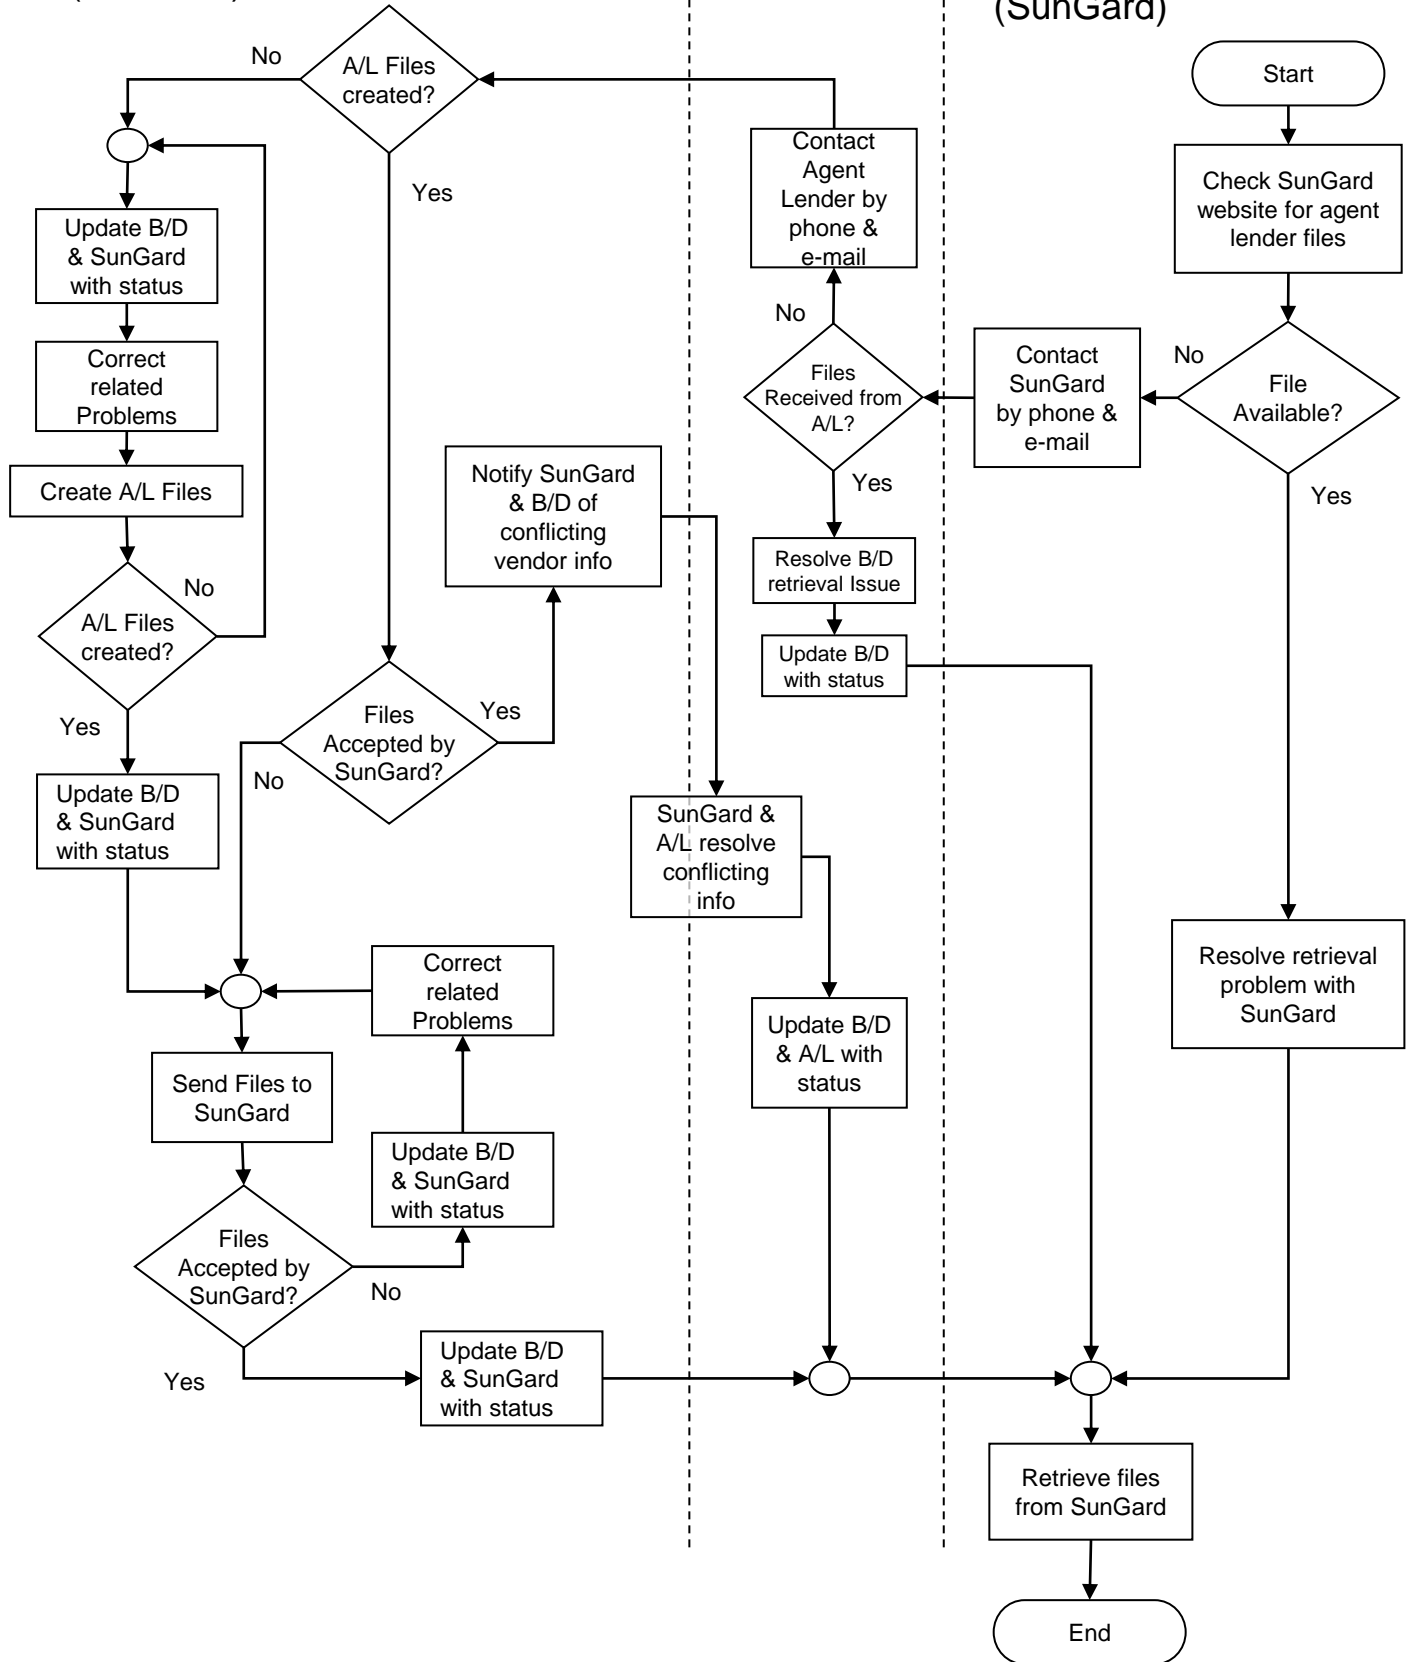 (SunGard)
No
A/L Files
created?
Start
Contact
Agent
Lender by
phone &
e-mail
Check SunGard
website for agent
lender files
Yes
Update B/D
& SunGard
with status
No
Correct
related
Problems
Files
Received from
A/L?
Contact
SunGard
by phone &
e-mail
No
File
Available?
Create A/L Files
Notify SunGard
& B/D of
conflicting
vendor info
Yes
Yes
Resolve B/D
retrieval Issue
No
A/L Files
created?
Update B/D
with status
Yes
Files
Accepted by
SunGard?
Yes
No
Update B/D
& SunGard
with status
SunGard &
A/L resolve
conflicting
info
Correct
related
Problems
Resolve retrieval
problem with
SunGard
Update B/D
& A/L with
status
Send Files to
SunGard
Update B/D
& SunGard
with status
Files
Accepted by
SunGard?
No
Yes
Update B/D
& SunGard
with status
Retrieve files
from SunGard
End